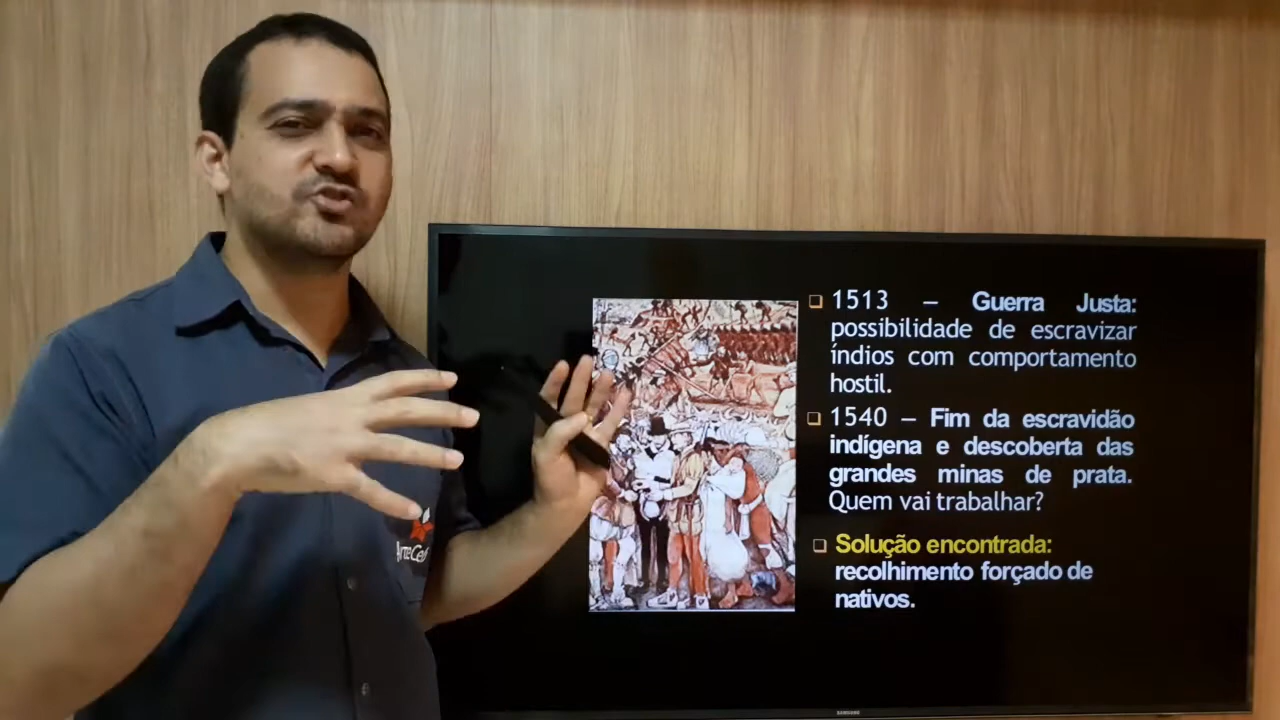 ❑ 1513 – Guerra Justa:
possibilidade de escravizar
índios com comportamento
hostil.
❑ 1540 – Fim da escravidão
indígena e descoberta das
grandes minas de prata.
Quem vai trabalhar?
❑ Solução encontrada:
recolhimento forçado de
nativos.
SAMSUNG